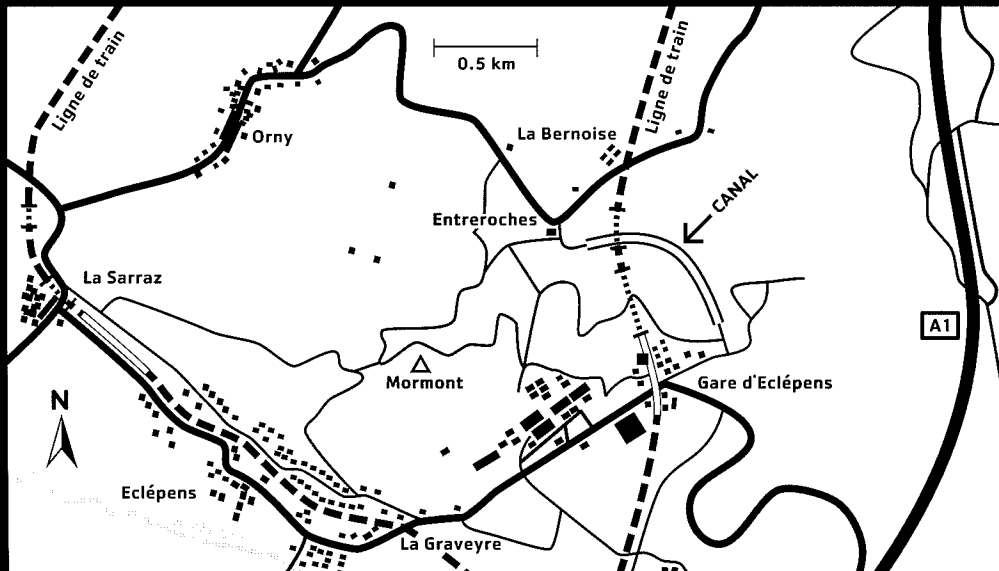 Ligne de train
Ligne de train
0.5 km
La Bernoise
Orny
CANAL
Entreroches
La Sarraz
A1
Mormont
Gare d'Eclépens
N
Eclépens
La Graveyre